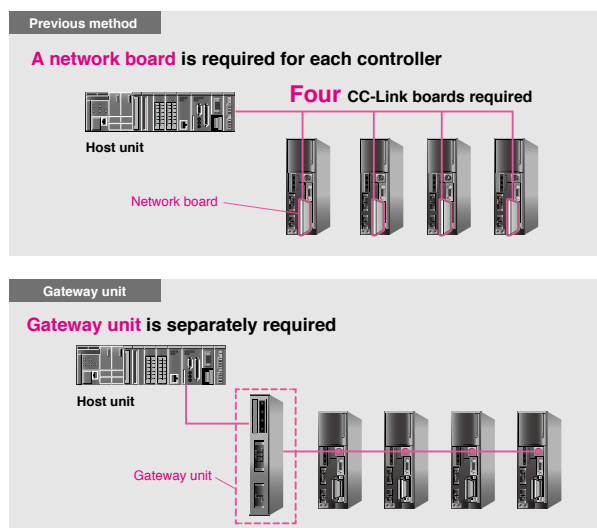 Previous method
A network board is required for each controller
Four CC-Link boards required
Host unit
Network board
Gateway unit
Gateway unit is separately required
Host unit
Gateway unit